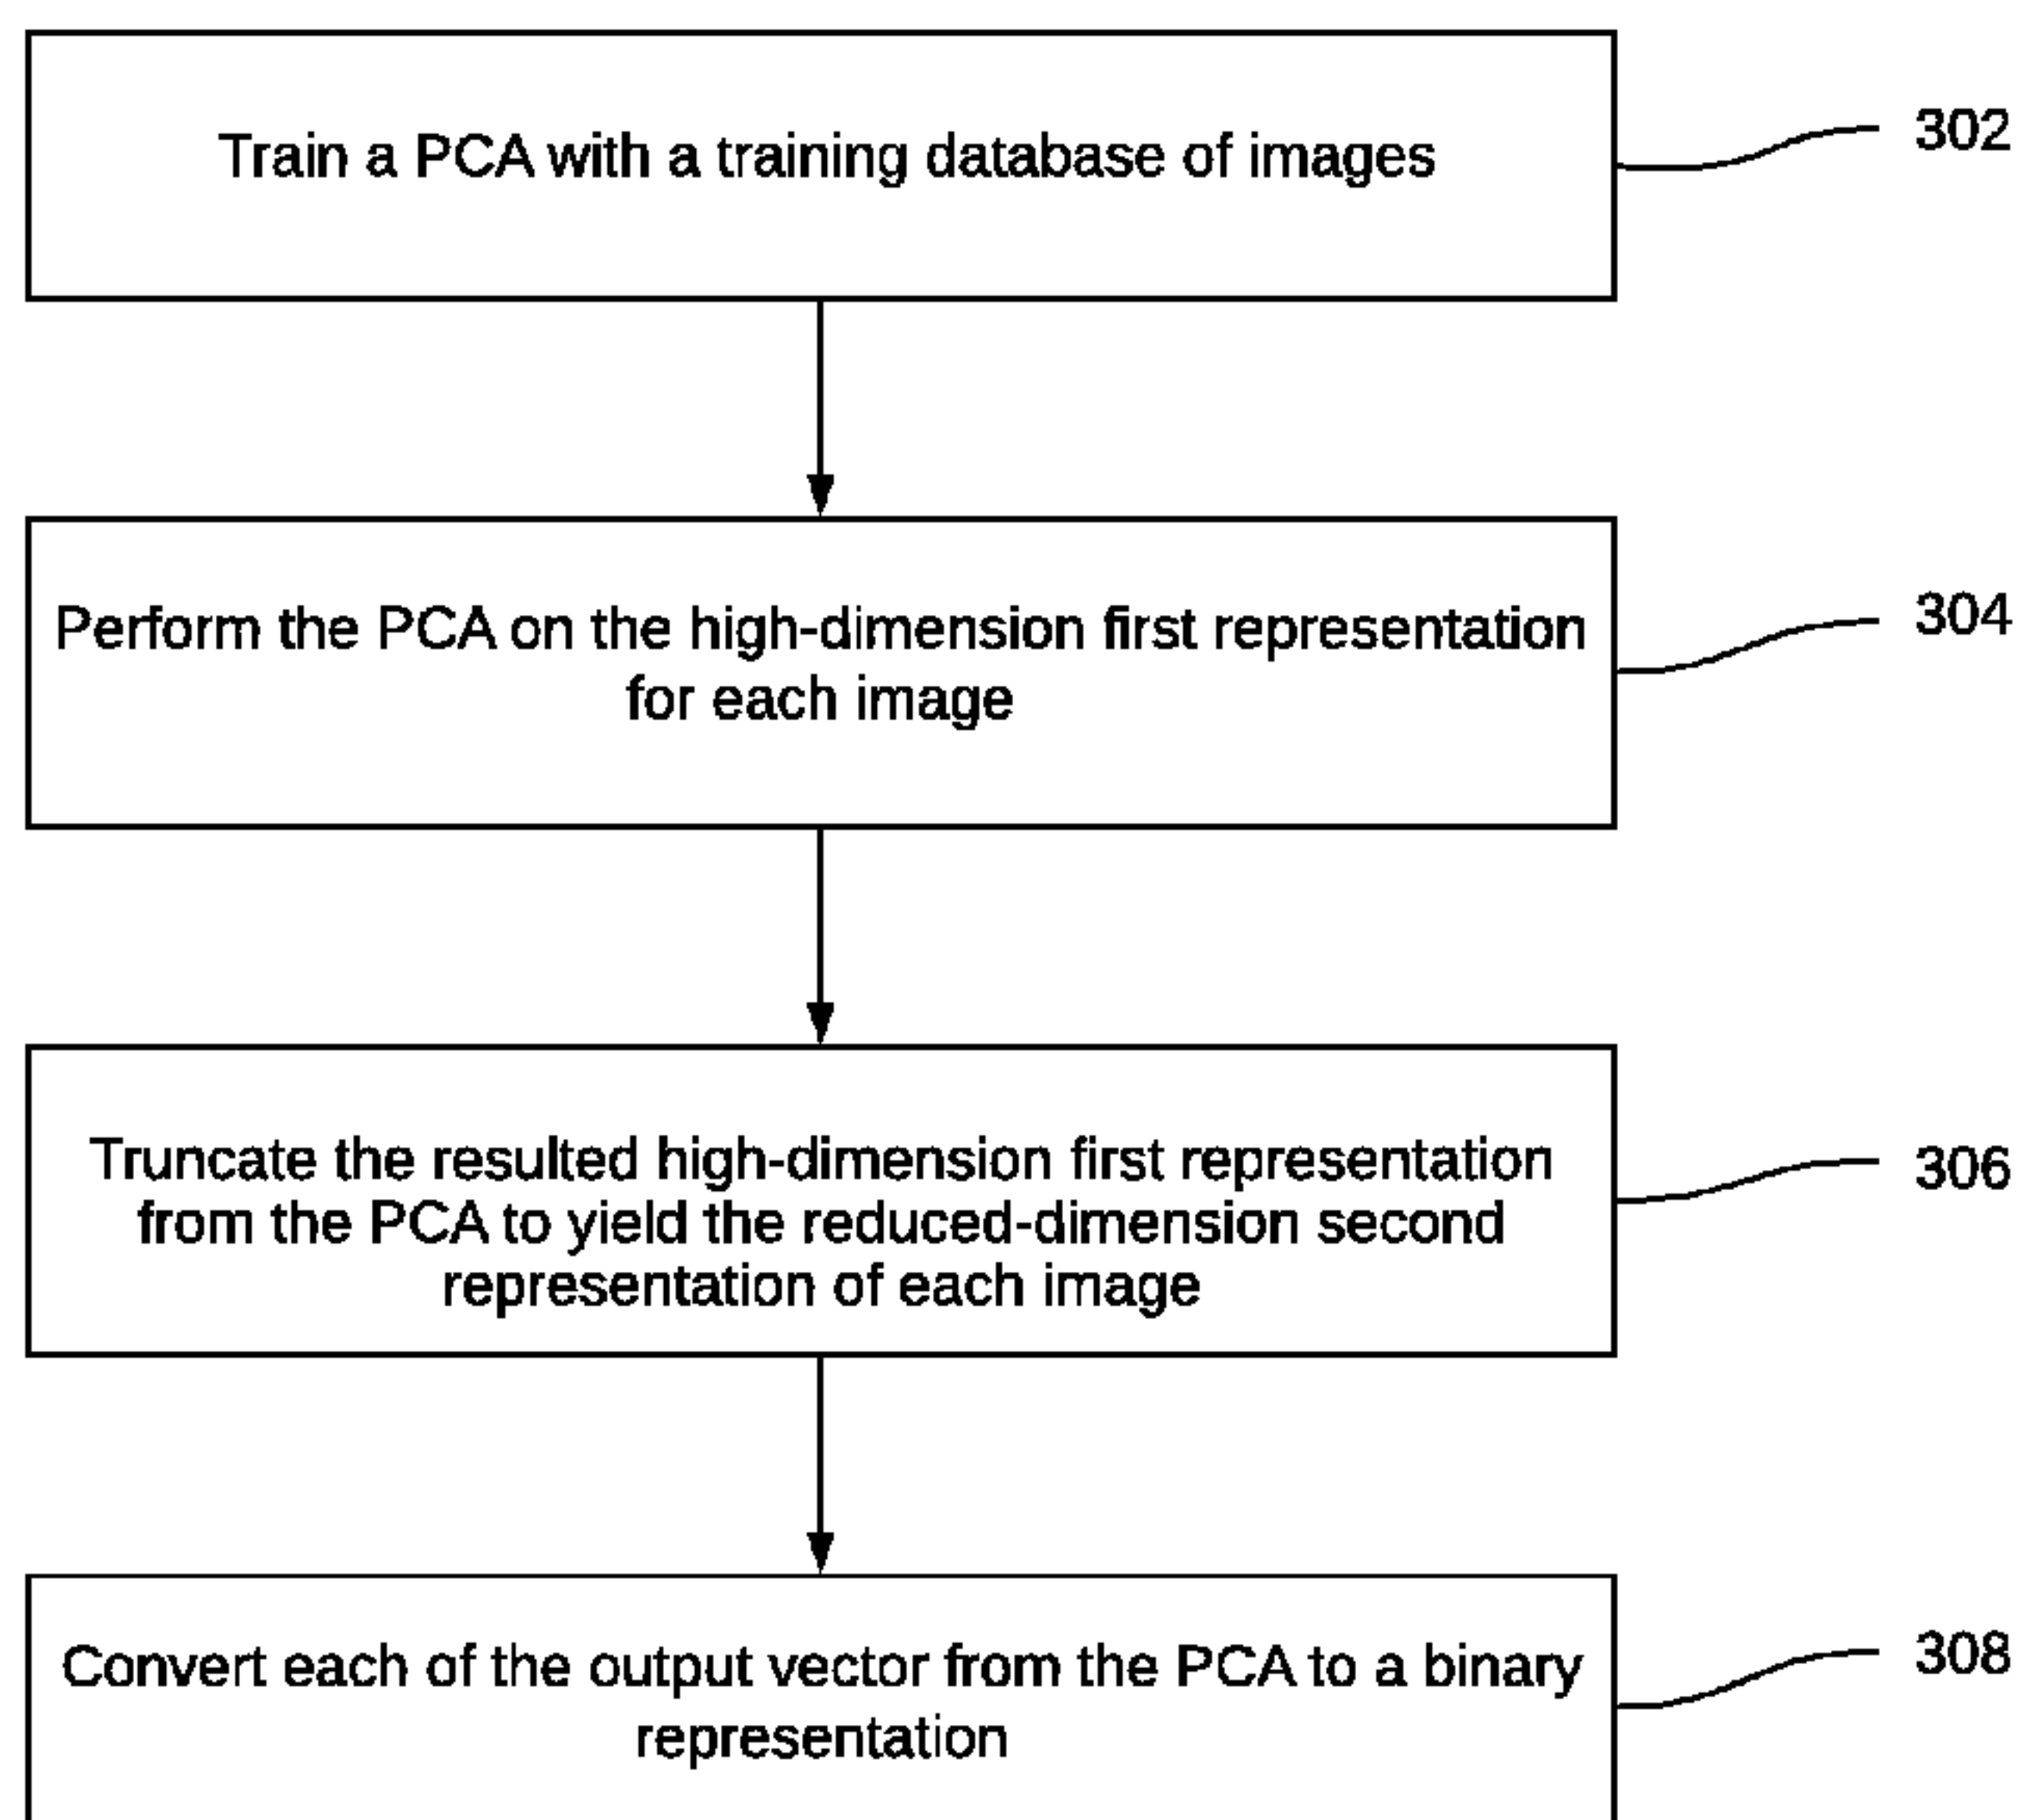 Train a PCA with a training database of images
302
Perform the PCA on the high-dimension first representation
for each image
304
Truncate the resulted high-dimension first representation
from the PCA to yield the reduced-dimension second
representation of each image
306
Convert each of the output vector from the PCA to a binary
representation
308